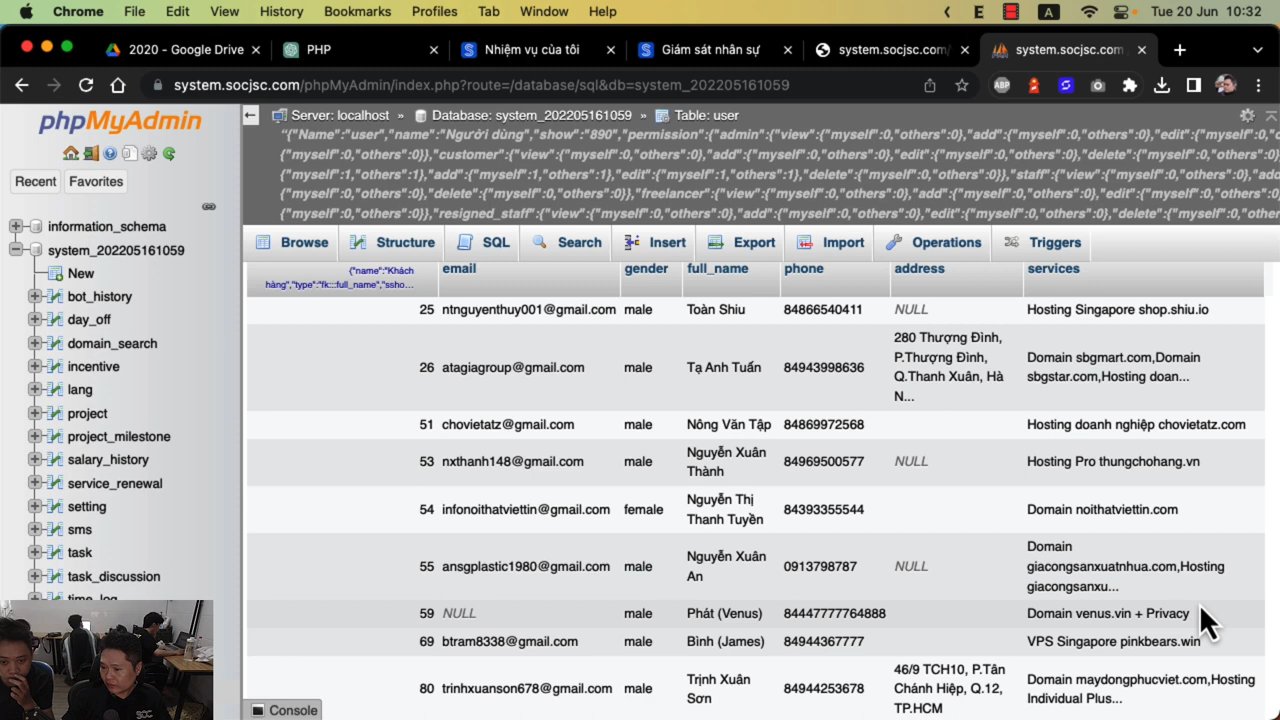 Chrome File Edit View History Bookmarks Profiles Tab Window Help E A Tue 20 Jun 10:32
2020 - Google Drive PHP Nhiệm vụ của tôi Giám sát nhân sự system.socjsc.com/ system.socjsc.com
system.socjsc.com/phpMyAdmin/index.php?route=/database/sql&db=system_202205161059 ABP
phpMyAdmin
Recent Favorites
information_schema
system_202205161059
New
bot_history
day_off
domain_search
incentive
lang
project
project_milestone
salary_history
service_renewal
setting
sms
task
task_discussion
time_log
Server: localhost » Database: system_202205161059 » Table: user
"{"Name":"user","name":"Người dùng","show":"890","permission":{"admin":{"view":{"myself":0,"others":0},"add":{"myself":0,"others":0},"edit":{"myself":0,"o
{"myself":0,"others":0}},"customer":{"view":{"myself":0,"others":0},"add":{"myself":0,"others":0},"edit":{"myself":0,"others":0},"delete":{"myself":0,"others":0}
{"myself":1,"others":1},"add":{"myself":1,"others":1},"edit":{"myself":1,"others":1},"delete":{"myself":0,"others":0}},"staff":{"view":{"myself":0,"others":0},"add
{"myself":0,"others":0},"delete":{"myself":0,"others":0}},"freelancer":{"view":{"myself":0,"others":0},"add":{"myself":0,"others":0},"edit":{"myself":0,"others":0
{"myself":0,"others":0}},"resigned_staff":{"view":{"myself":0,"others":0},"add":{"myself":0,"others":0},"edit":{"myself":0,"others":0},"delete":{"myself":0,"other
Browse Structure SQL Search Insert Export Import Operations Triggers
{"name":"Khách
hàng","type":"fk:::full_name","ssho...
email gender full_name phone address services
25 ntnguyenthuy001@gmail.com male Toàn Shiu 84866540411 NULL Hosting Singapore shop.shiu.io
26 atagiagroup@gmail.com male Tạ Anh Tuấn 84943998636
280 Thượng Đình,
P.Thượng Đình,
Q.Thanh Xuân, Hà
N...
Domain sbgmart.com,Domain
sbgstar.com,Hosting doan...
51 chovietatz@gmail.com male Nông Văn Tập 84869972568 Hosting doanh nghiệp chovietatz.com
53 nxthanh148@gmail.com male
Nguyễn Xuân
Thành
84969500577 NULL Hosting Pro thungchohang.vn
54 infonoithatviettin@gmail.com female
Nguyễn Thị
Thanh Tuyền
84393355544 Domain noithatviettin.com
55 ansgplastic1980@gmail.com male
Nguyễn Xuân
An
0913798787 NULL
Domain
giacongsanxuatnhua.com,Hosting
giacongsanxu...
59 NULL male Phát (Venus) 84447777764888 Domain venus.vin + Privacy
69 btram8338@gmail.com male Bình (James) 84944367777 VPS Singapore pinkbears.win
80 trinhxuanson678@gmail.com male
Trịnh Xuân
Sơn
84944253678
46/9 TCH10, P.Tân
Chánh Hiệp, Q.12,
TP.HCM
Domain maydongphucviet.com,Hosting
Individual Plus...
Console
SOC